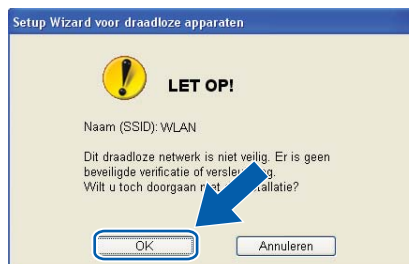 Setup Wizard voor draadloze apparaten
LET OP!
Naam (SSID): WLAN
Dit draadloze netwerk is niet veilig. Er is geen
beveiligde verificatie of
Wilt u toch doorgaan
OK
Annuleren